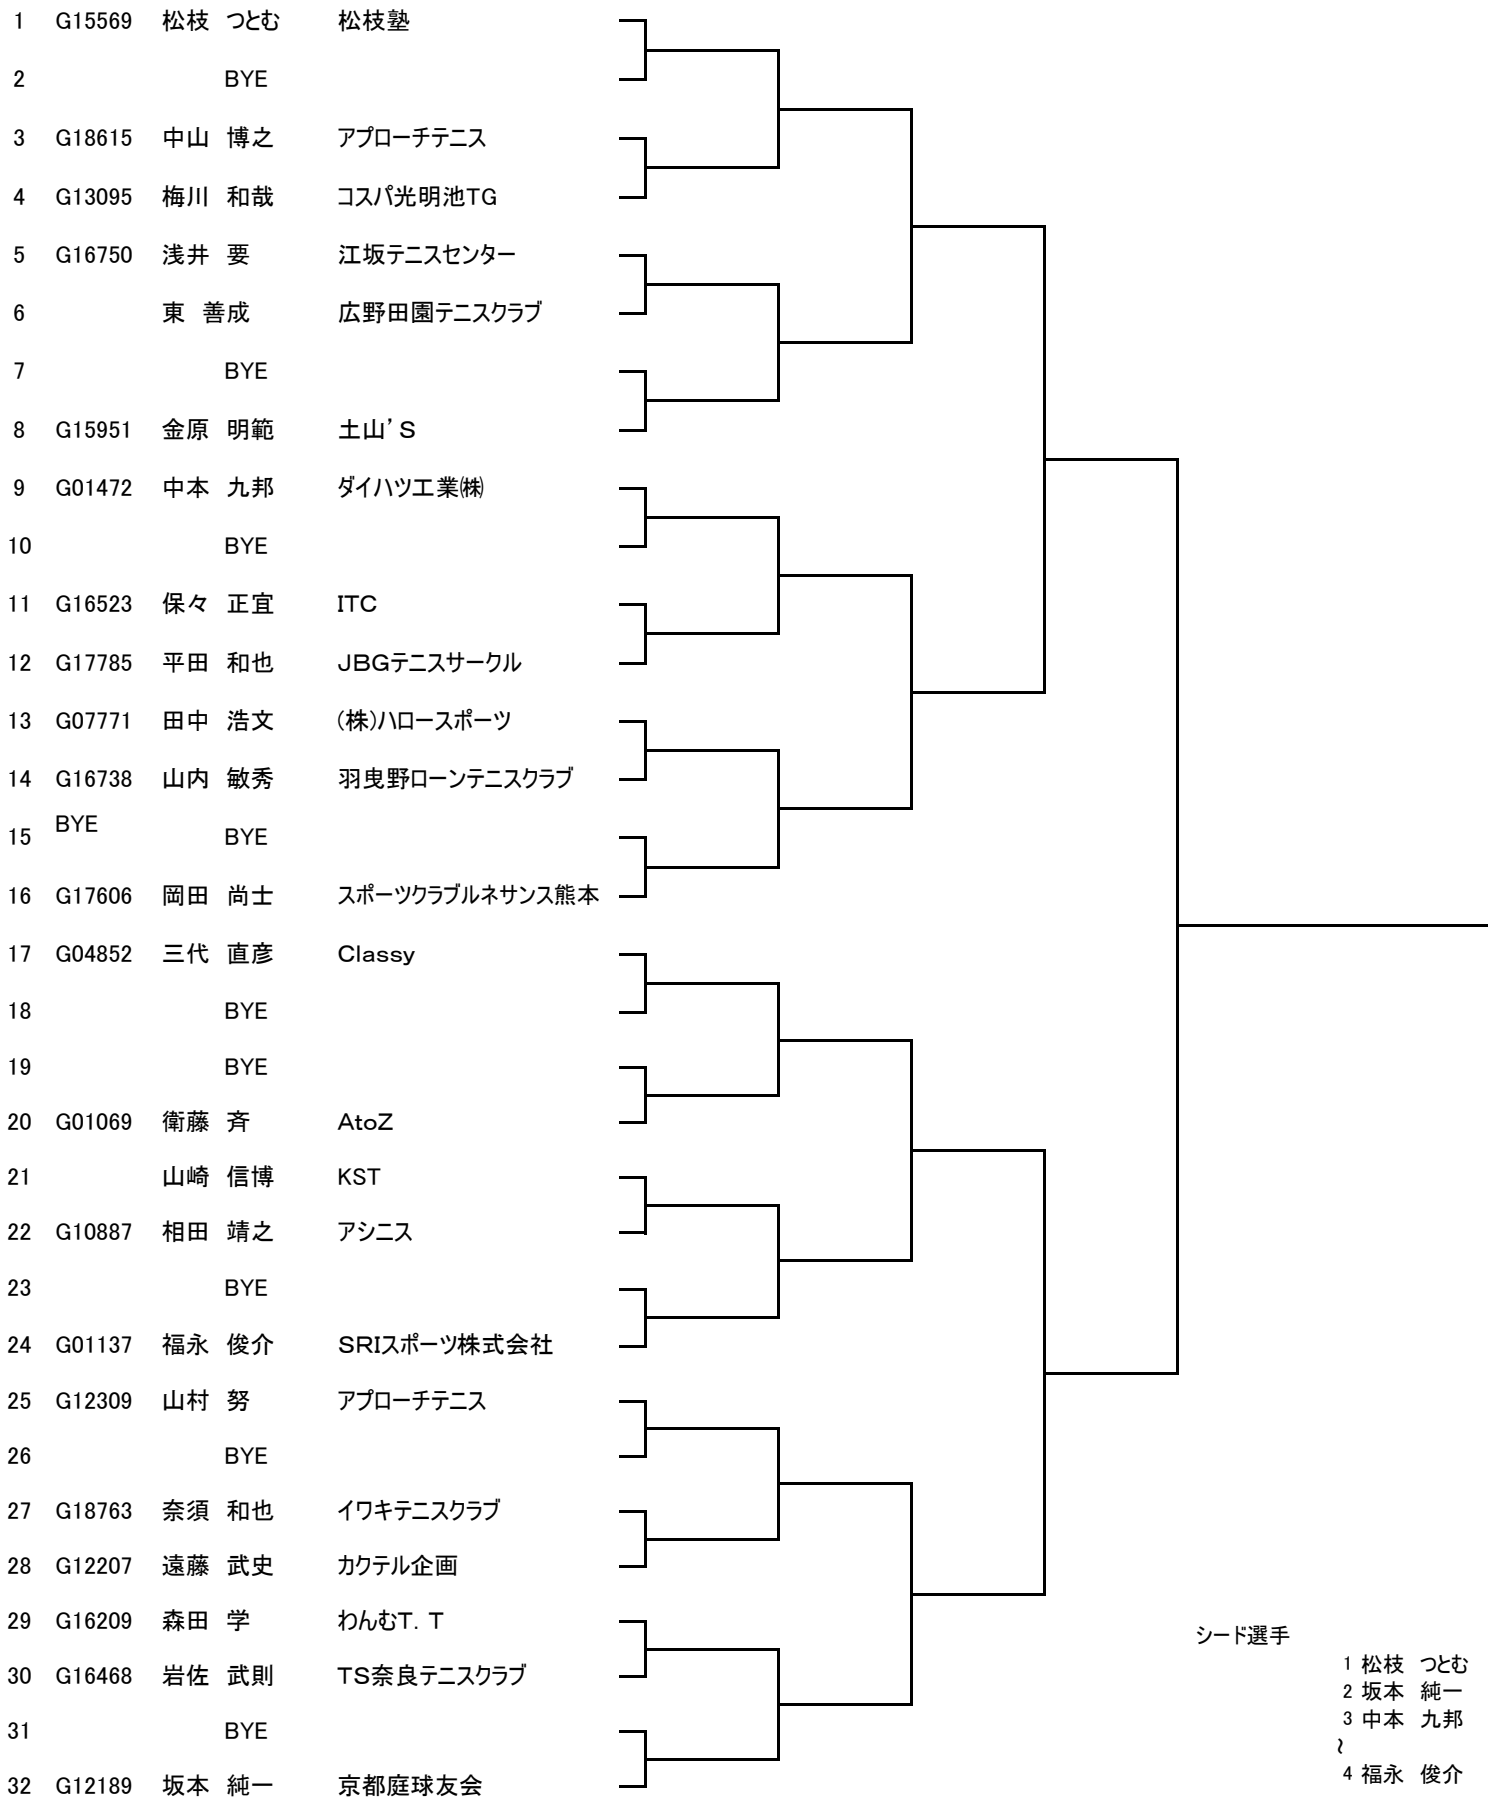 1 G15569 松枝 つとむ 松枝塾
2 BYE
3 G18615 中山 博之 アプローチテニス
4 G13095 梅川 和哉 コスパ光明池TG
5 G16750 浅井 要 江坂テニスセンター
6 東 善成 広野田園テニスクラブ
7 BYE
8 G15951 金原 明範 土山’S
9 G01472 中本 九邦 ダイハツ工業㈱
10 BYE
11 G16523 保々 正宜 ITC
12 G17785 平田 和也 JBGテニスサークル
13 G07771 田中 浩文 (株)ハロースポーツ
14 G16738 山内 敏秀 羽曳野ローンテニスクラブ
15 BYE BYE
16 G17606 岡田 尚士 スポーツクラブルネサンス熊本
17 G04852 三代 直彦 Classy
18 BYE
19 BYE
20 G01069 衛藤 斉 AtoZ
21 山崎 信博 KST
22 G10887 相田 靖之 アシニス
23 BYE
24 G01137 福永 俊介 SRIスポーツ株式会社
25 G12309 山村 努 アプローチテニス
26 BYE
27 G18763 奈須 和也 イワキテニスクラブ
28 G12207 遠藤 武史 カクテル企画
29 G16209 森田 学 わんむT．T
30 G16468 岩佐 武則 TS奈良テニスクラブ
31 BYE
32 G12189 坂本 純一 京都庭球友会
シード選手
1 松枝 つとむ
2 坂本 純一
3 中本 九邦
~
4 福永 俊介